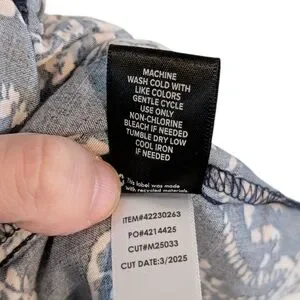 MACHINE
WASH COLD WITH
LIKE COLORS
GENTLE CYCLE
USE ONLY
NON-CHLORINE
BLEACH IF NEEDED
TUMBLE DRY LOW
COOL IRON
IF NEEDED
This label was made
with recycled materials
ITEM#42230263
PO#4214425
CUT#M25033
CUT DATE:3/2025